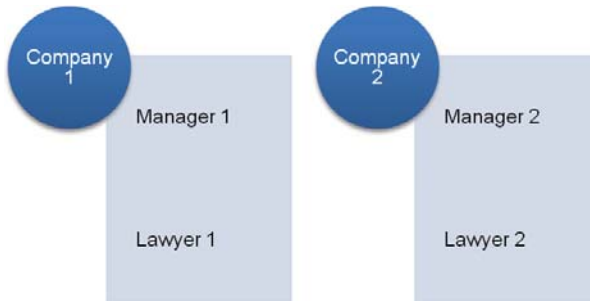 Company
1
Manager 1
Lawyer 1
Company
2
Manager 2
Lawyer 2